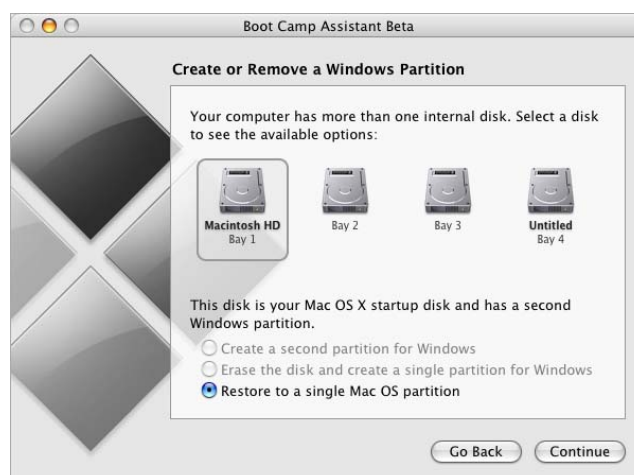 Boot Camp Assistant Beta
Create or Remove a Windows Partition
Your computer has more than one internal disk. Select a disk
to see the available options:
Macintosh HD
Bay 1
Bay 2
Bay 3
Untitled
Bay 4
This disk is your Mac OS X startup disk and has a second
Windows partition.
Create a second partition for Windows
Erase the disk and create a single partition for Windows
Restore to a single Mac OS partition
Go Back
Continue